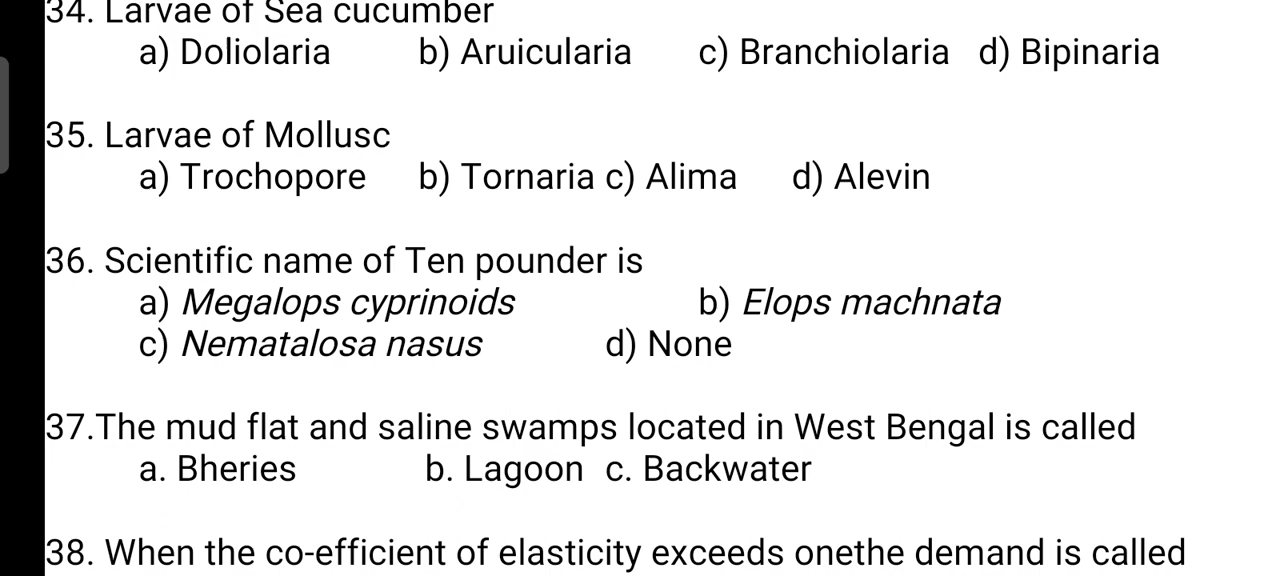 34. Larvae of Sea cucumber
a) Doliolaria b) Aruicularia c) Branchiolaria d) Bipinaria
35. Larvae of Mollusc
a) Trochopore b) Tornaria c) Alima d) Alevin
36. Scientific name of Ten pounder is
a) Megalops cyprinoids b) Elops machnata
c) Nematalosa nasus d) None
37.The mud flat and saline swamps located in West Bengal is called
a. Bheries b. Lagoon c. Backwater
38. When the co-efficient of elasticity exceeds onethe demand is called